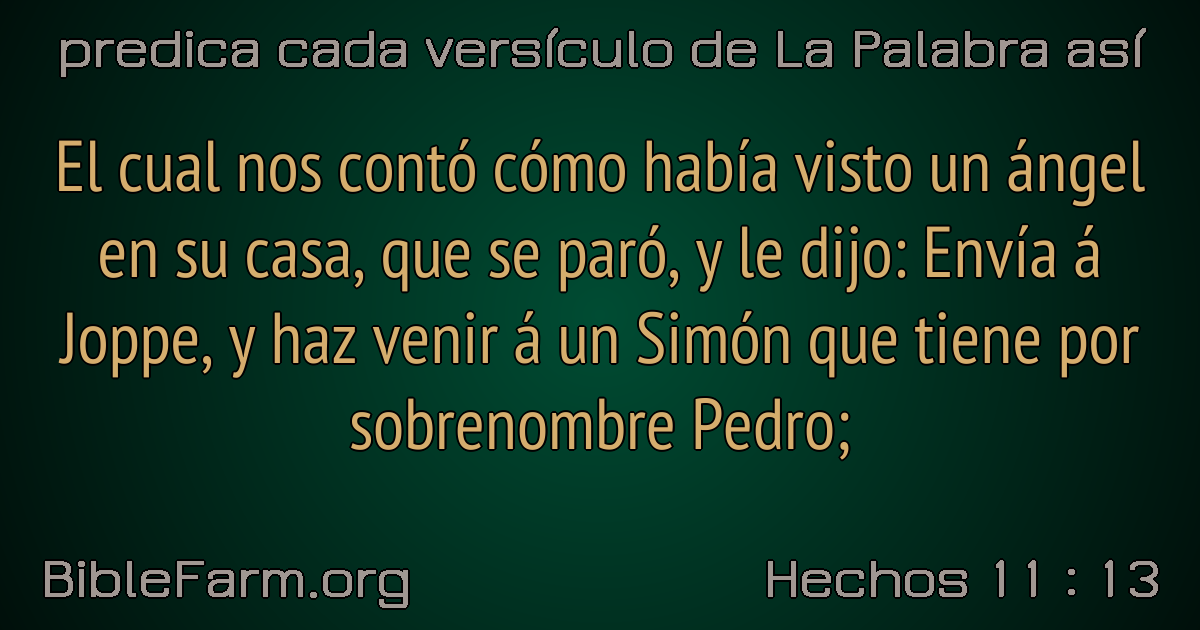 predica cada versículo de La Palabra así
El cual nos contó cómo había visto un ángel
en su casa, que se paró, y le dijo: Envía á
Joppe, y haz venir á un Simón que tiene por
sobrenombre Pedro;
BibleFarm.org
Hechos 11 : 13